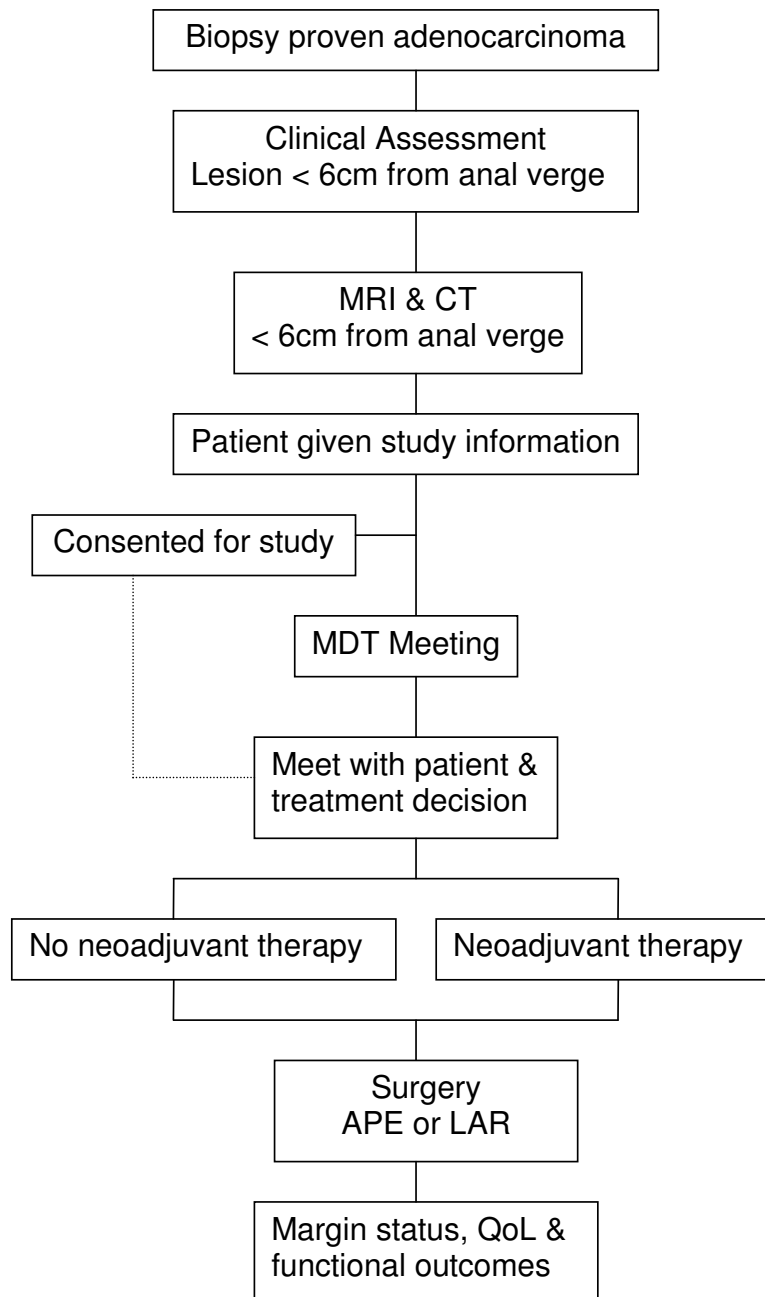 Biopsy proven adenocarcinoma
Clinical Assessment
Lesion < 6cm from anal verge
MRI & CT
< 6cm from anal verge
Patient given study information
Consented for study
MDT Meeting
Meet with patient &
treatment decision
No neoadjuvant therapy
Neoadjuvant therapy
Surgery
APE or LAR
Margin status, QoL &
functional outcomes